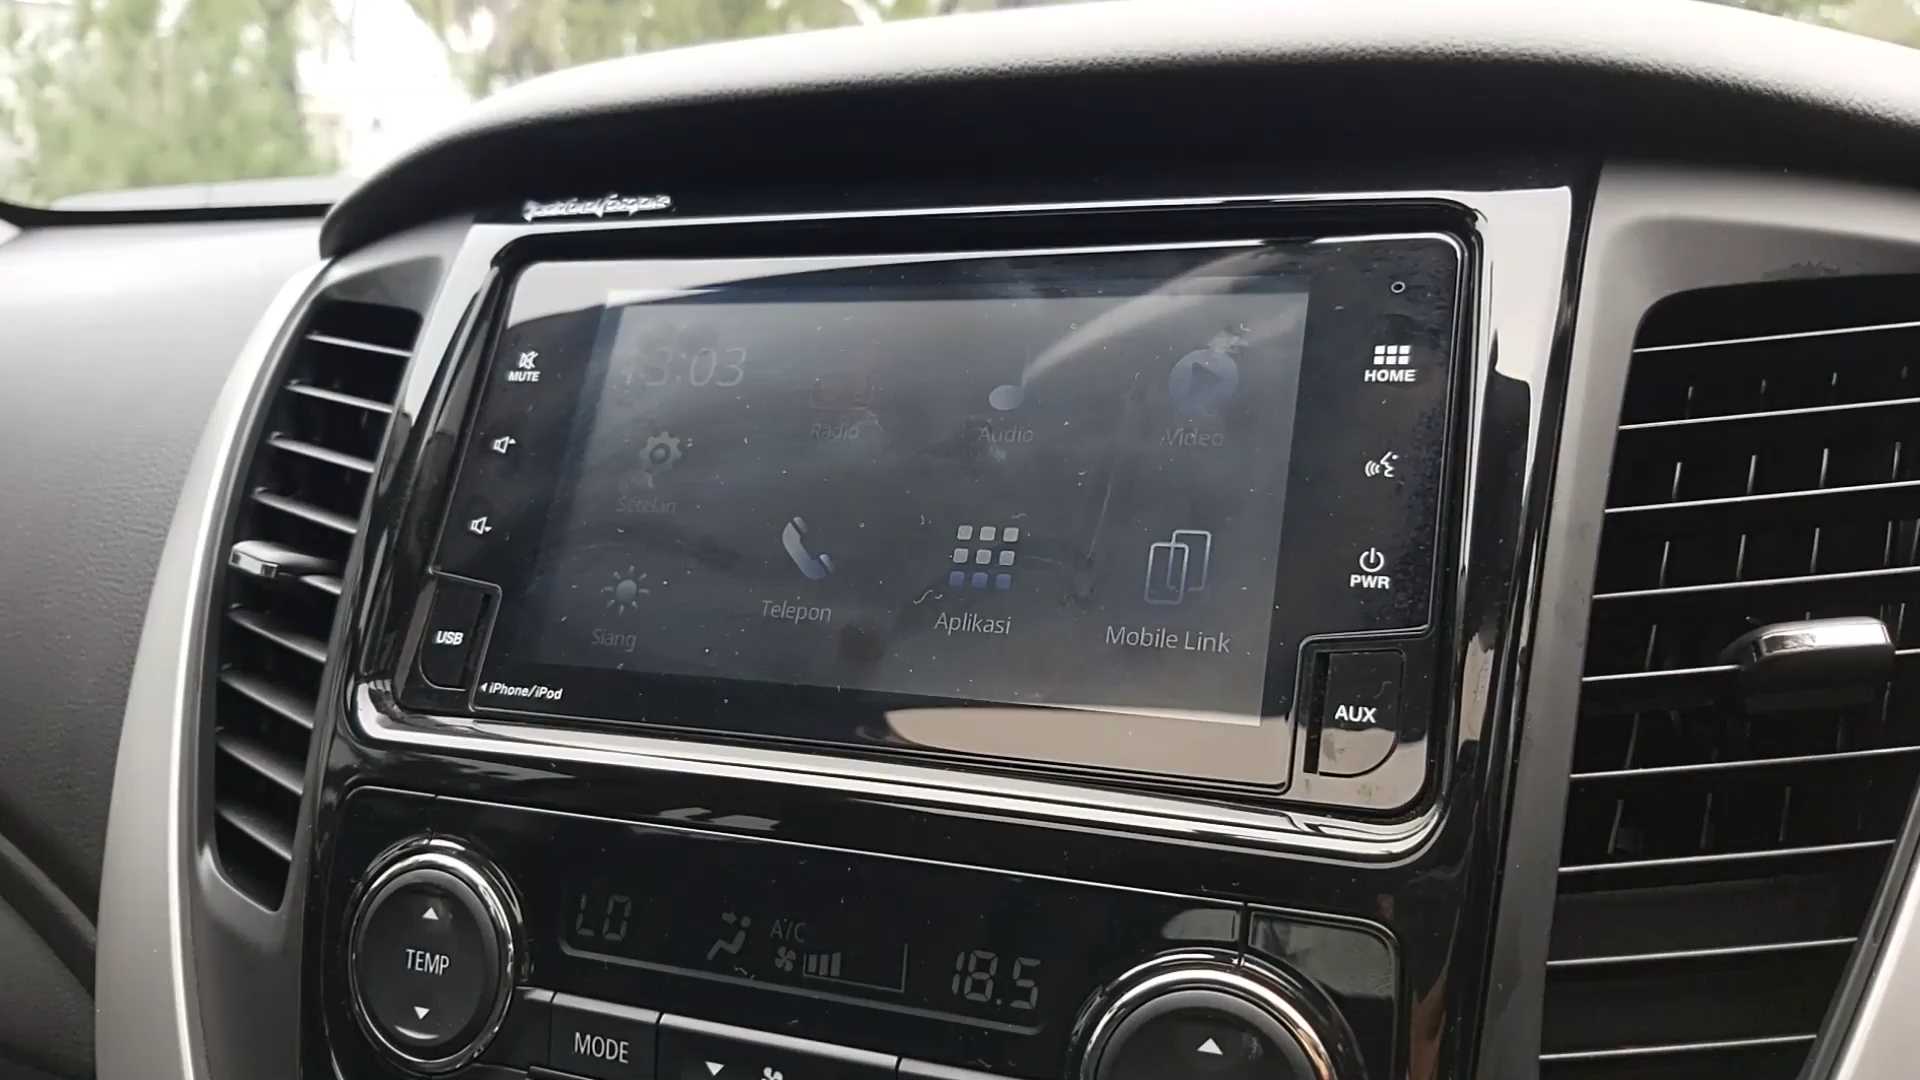 MUTE
13:03
Radio
Audio
Video
HOME
Setelan
Telepon
Aplikasi
Mobile Link
Siang
PWR
USB
iPhone/iPod
AUX
LO
A/C
18.5
TEMP
MODE